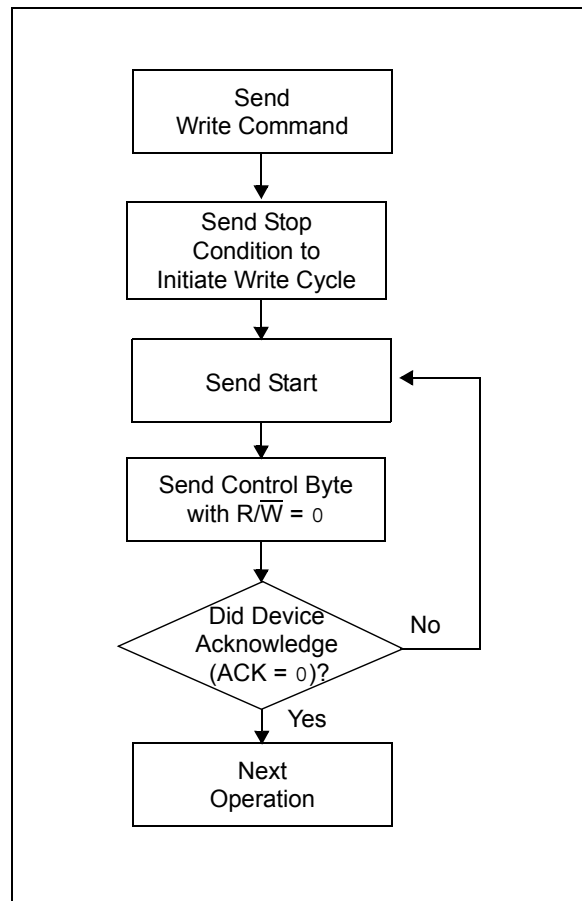 Send
Write Command
Send Stop
Condition to
Initiate Write Cycle
Send Start
Send Control Byte
with R/W̅ = 0
Did Device
Acknowledge
(ACK = 0)?
No
Yes
Next
Operation